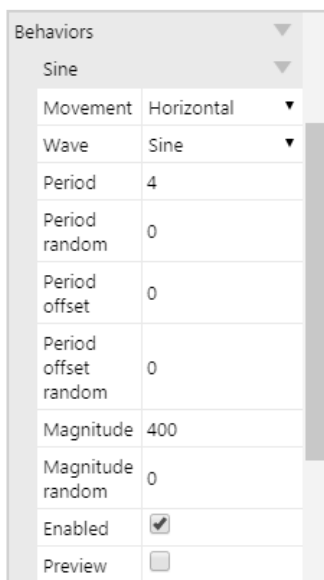 Behaviors
Sine
Movement Horizontal
Wave Sine
Period 4
Period
random 0
Period
offset 0
Period
offset
random 0
Magnitude 400
Magnitude
random 0
Enabled
Preview